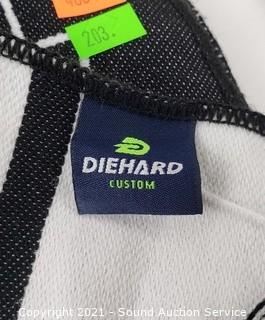 203.
DIEHARD
CUSTOM
Copyright 2021 - Sound Auction Service